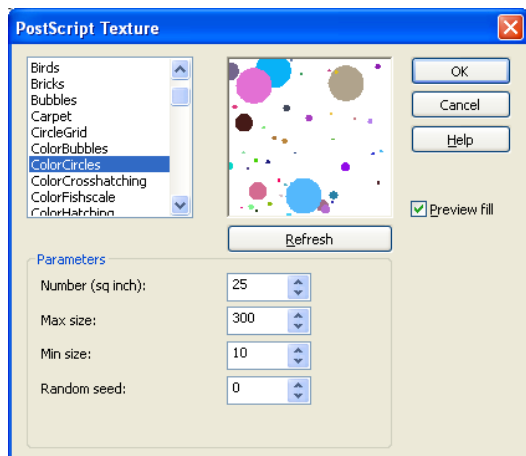 PostScript Texture
Birds
Bricks
Bubbles
Carpet
CircleGrid
ColorBubbles
ColorCircles
ColorCrosshatching
ColorFishscale
ColorHatching
OK
Cancel
Help
Preview fill
Refresh
Parameters
Number (sq inch): 25
Max size: 300
Min size: 10
Random seed: 0